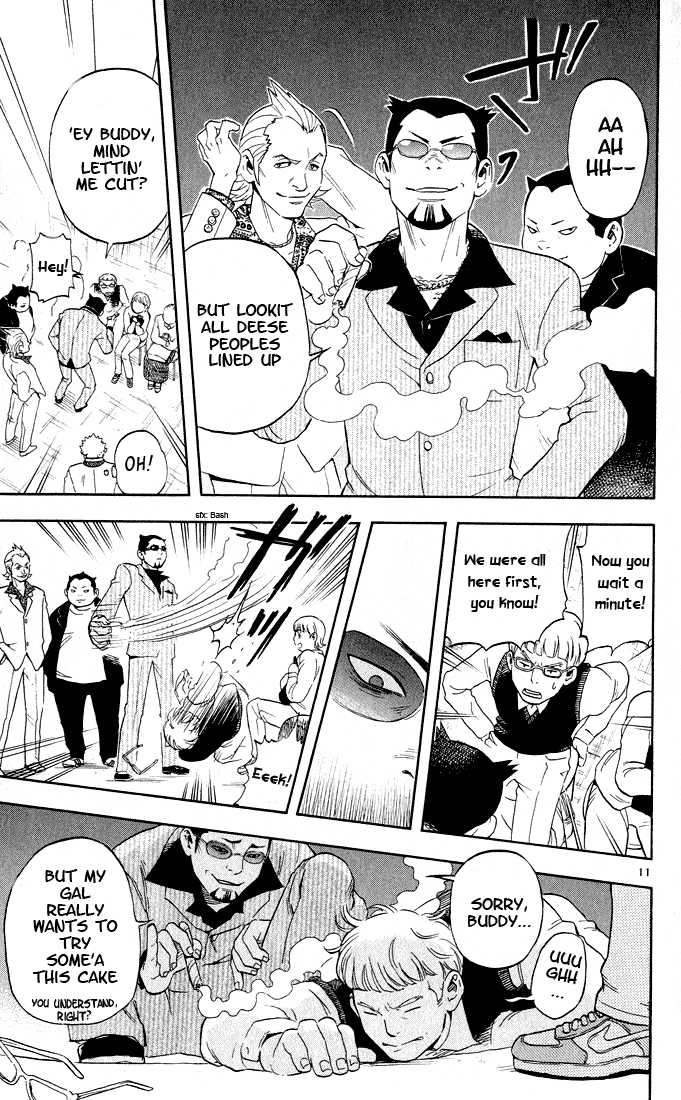 AA
AH
HH--
BUT LOOKIT
ALL DEESE
PEOPLES
LINED UP
'EY BUDDY,
MIND
LETTIN'
ME CUT?
Hey!
OH!
Now you
wait a
minute!
We were all
here first,
you know!
sfx: Bash
Eeek!
11
SORRY,
BUDDY...
UUU
GHH
...
BUT MY
GAL
REALLY
WANTS TO
TRY
SOME'A
THIS CAKE
YOU UNDERSTAND,
RIGHT?